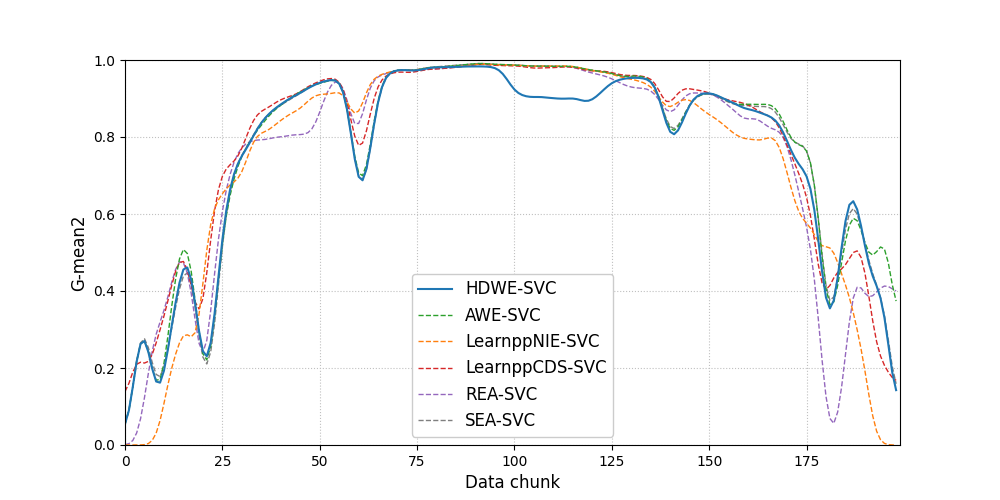 1.0
0.8
0.6
0.4
0.2
0.0
G-mean2
HDWE-SVC
AWE-SVC
LearnppNIE-SVC
LearnppCDS-SVC
REA-SVC
SEA-SVC
0 25 50 75 100 125 150 175
Data chunk